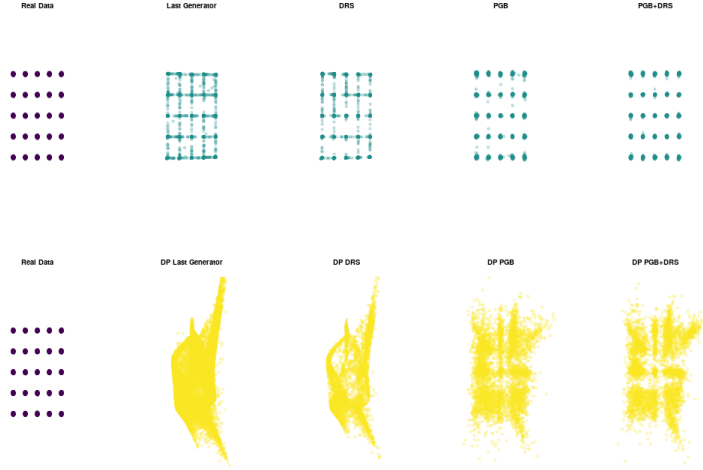 Real Data
Last Generator
DRS
PGB
PGB+DRS
Real Data
DP Last Generator
DP DRS
DP PGB
DP PGB+DRS